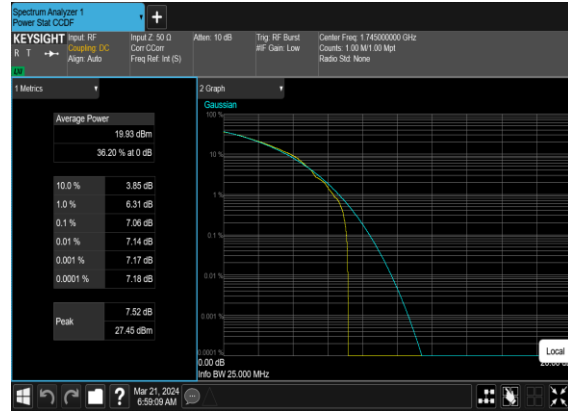 Spectrum Analyzer 1
Power Stat CCDF
KEYSIGHT
R T
LM
Input: RF
Coupling: DC
Align: Auto
Input Z: 50 Ω
Corr CCorr
Freq Ref: Int (S)
Atten: 10 dB
Trig: RF Burst
#IF Gain: Low
Center Freq: 1.745000000 GHz
Counts: 1.00 M/1.00 Mpt
Radio Std: None
1 Metrics
Average Power
19.93 dBm
36.20 % at 0 dB
10.0 % 3.85 dB
1.0 % 6.31 dB
0.1 % 7.06 dB
0.01 % 7.14 dB
0.001 % 7.17 dB
0.0001 % 7.18 dB
Peak
7.52 dB
27.45 dBm
2 Graph
Gaussian
100 %
10 %
1 %
0.1 %
0.01 %
0.001 %
0.0001 %
0.00 dB
Info BW 25.000 MHz
Local
Mar 21, 2024
6:59:09 AM